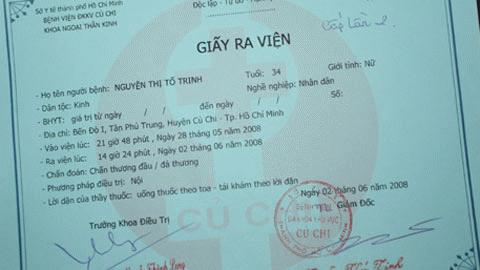 Sở Y tế thành phố Hồ Chí Minh
BỆNH VIỆN ĐKKV CỦ CHI
KHOA NGOẠI THẦN KINH
Độc lập - Tự do -
Cấp lần 2
GIẤY RA VIỆN
- Họ tên người bệnh: NGUYỄN THỊ TỐ TRINH Tuổi: 34 Giới tính: Nữ
- Dân tộc: Kinh Nghề nghiệp: Nhân dân
- BHYT: giá trị từ ngày / / đến ngày / / Số:
- Địa chỉ: Bến Đò I, Tân Phú Trung, Huyện Củ Chi - Tp. Hồ Chí Minh
- Vào viện lúc: 21 giờ 48 phút , Ngày 28 tháng 05 năm 2008
- Ra viện lúc: 14 giờ 24 phút , Ngày 02 tháng 06 năm 2008
- Chẩn đoán: Chấn thương đầu / đả thương
- Phương pháp điều trị: Nội
- Lời dặn của thầy thuốc: uống thuốc theo toa - tái khám theo lời dặn
Ngày 02 tháng 06 năm 2008
Trưởng Khoa Điều Trị Giám Đốc
BỆNH VIỆN
ĐA KHOA KHU VỰC
CỦ CHI
CỦ C